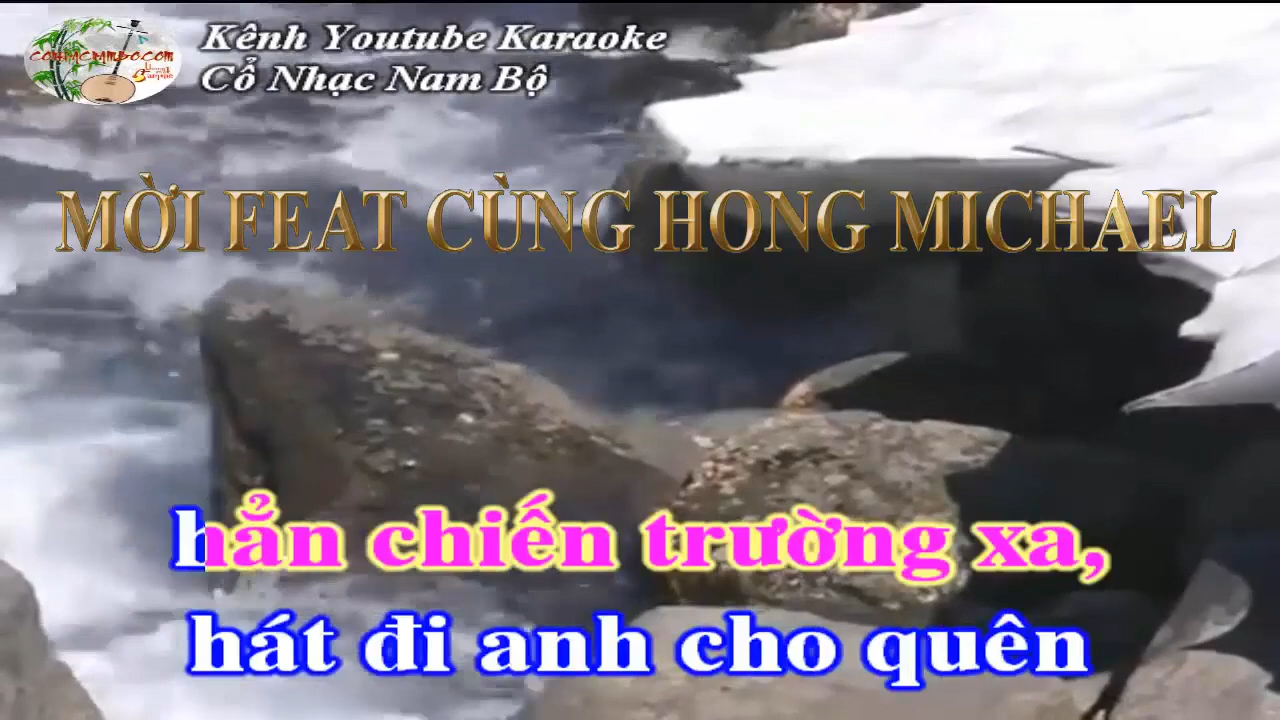 Kênh Youtube Karaoke
Cổ Nhạc Nam Bộ
MỜI FEAT CÙNG HONG MICHAEL
hẳn chiến trường xa,
hát đi anh cho quên